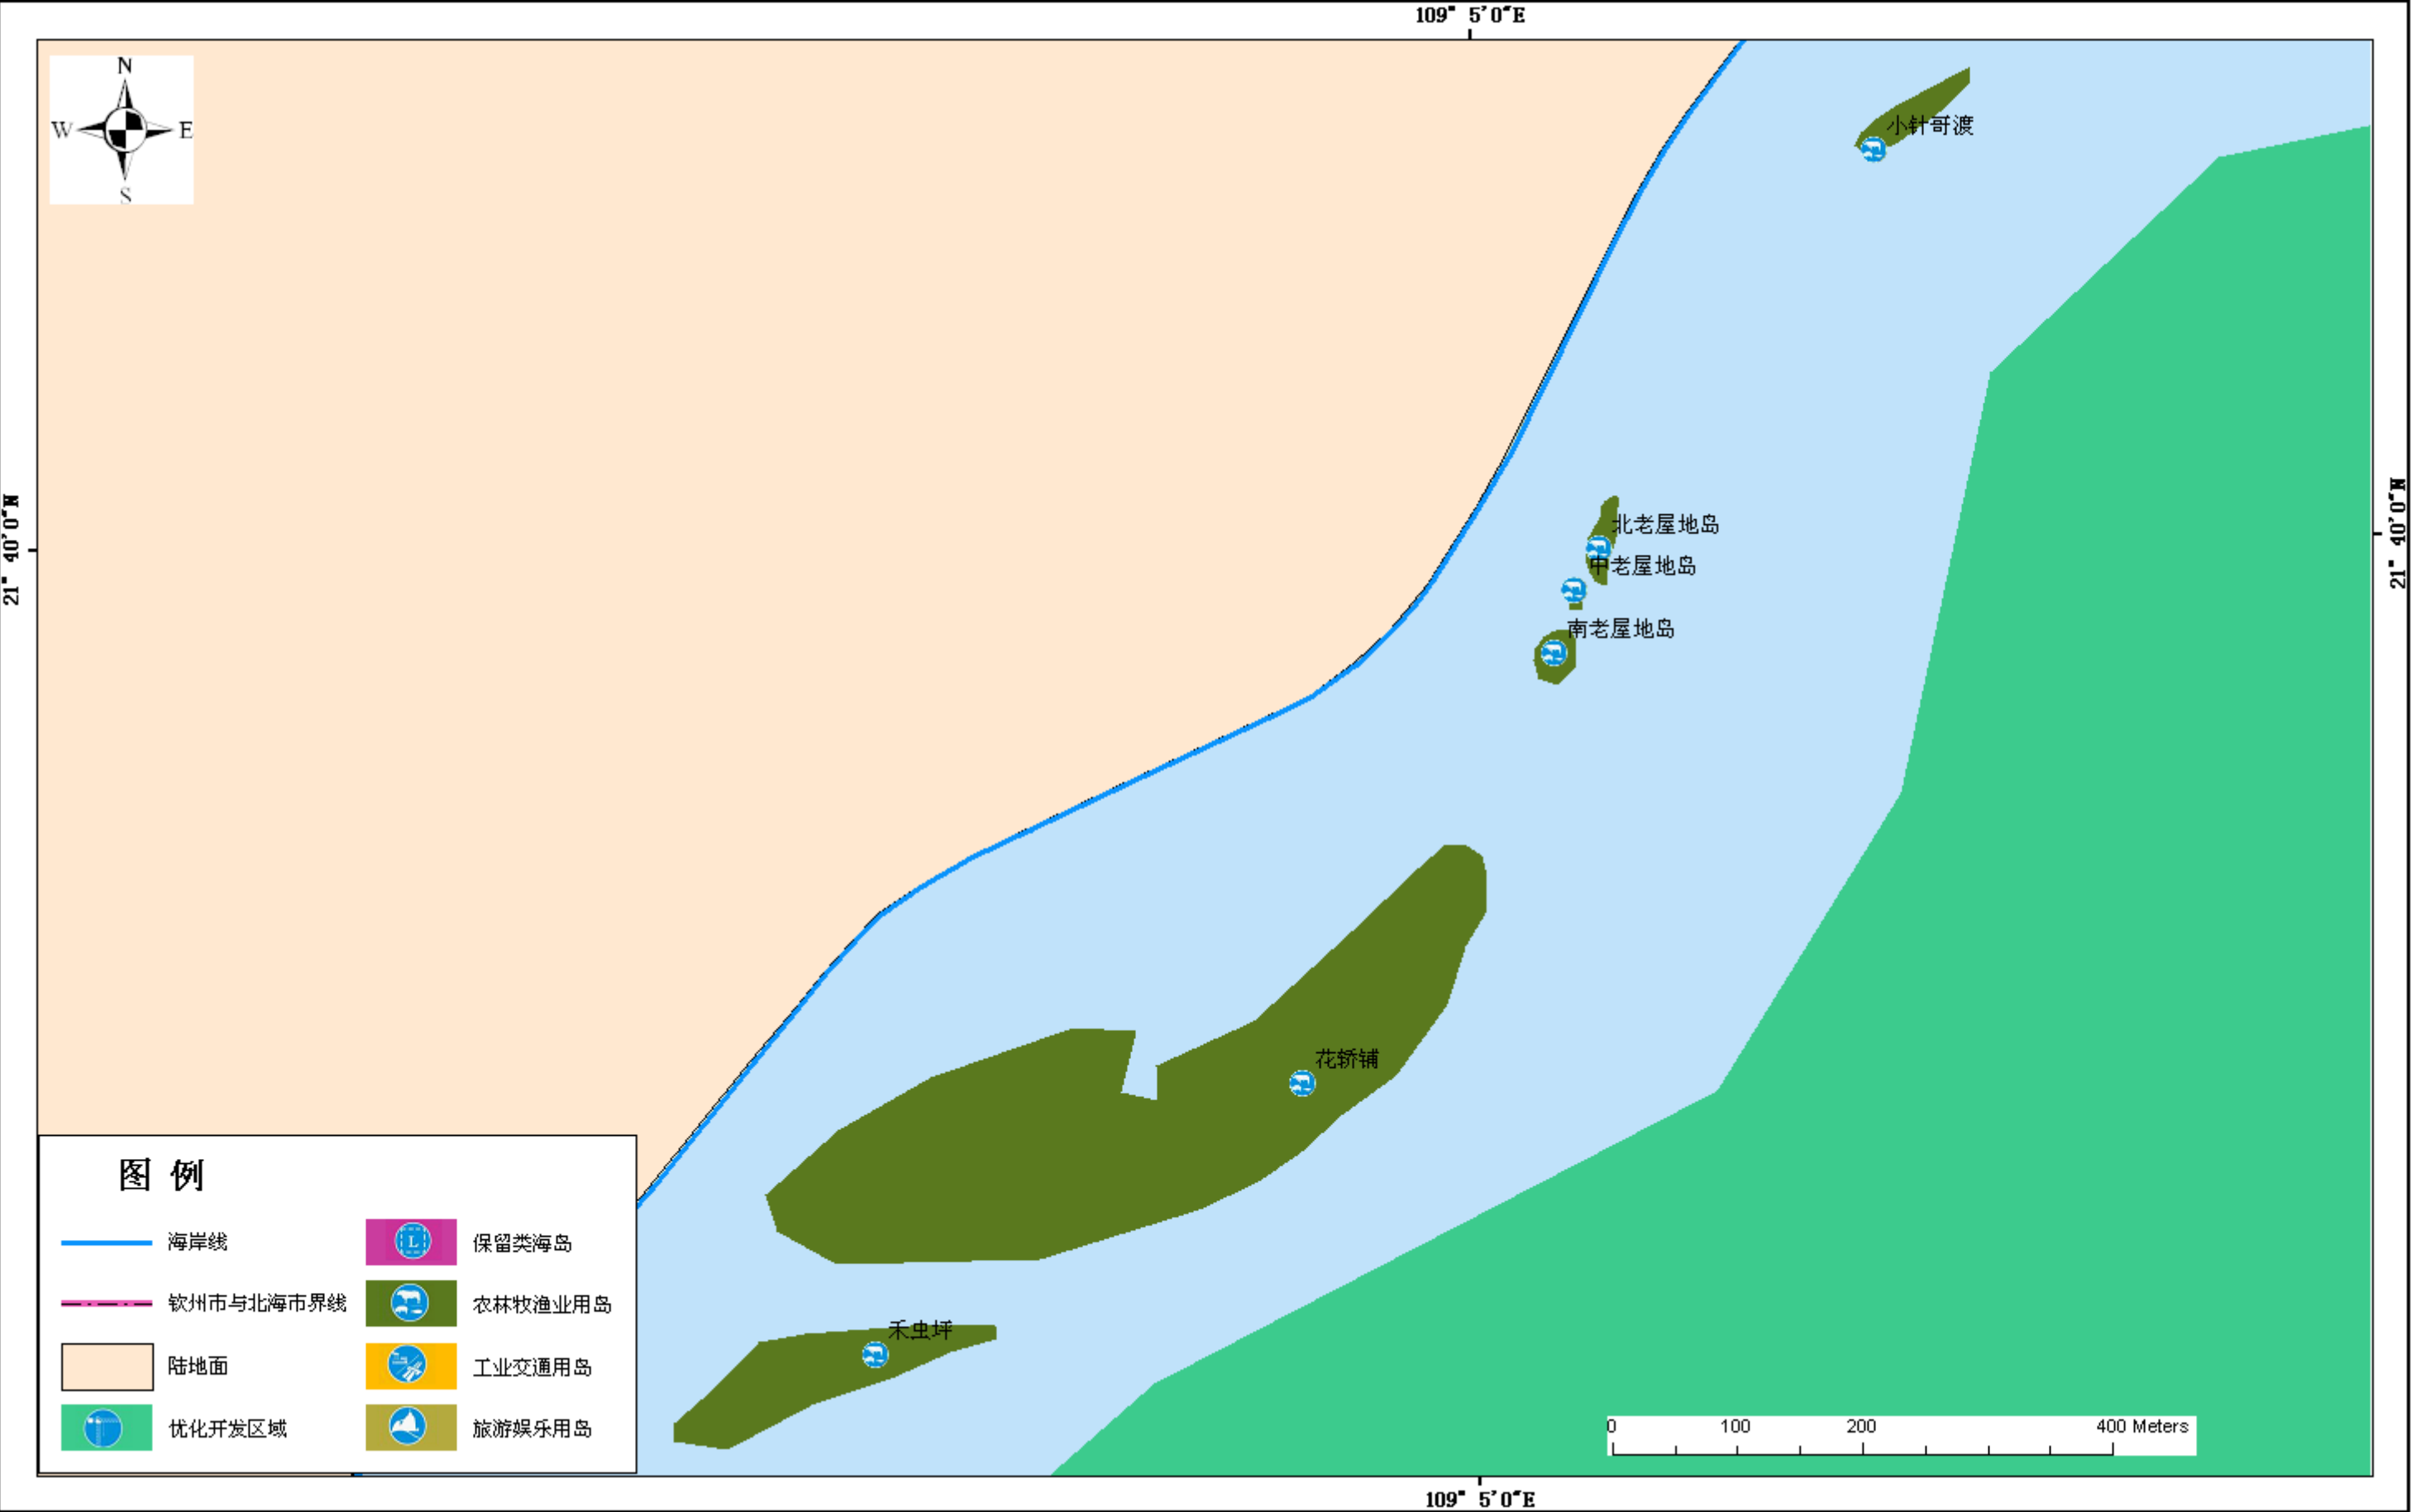 109° 5'0"E
N
W E
S
小针哥渡
21° 40'0"N
21° 40'0"N
北老屋地岛
中老屋地岛
南老屋地岛
花轿铺
禾虫坪
图 例
海岸线
L
保留类海岛
钦州市与北海市界线
农林牧渔业用岛
陆地面
工业交通用岛
优化开发区域
旅游娱乐用岛
0 100 200 400 Meters
109° 5'0"E